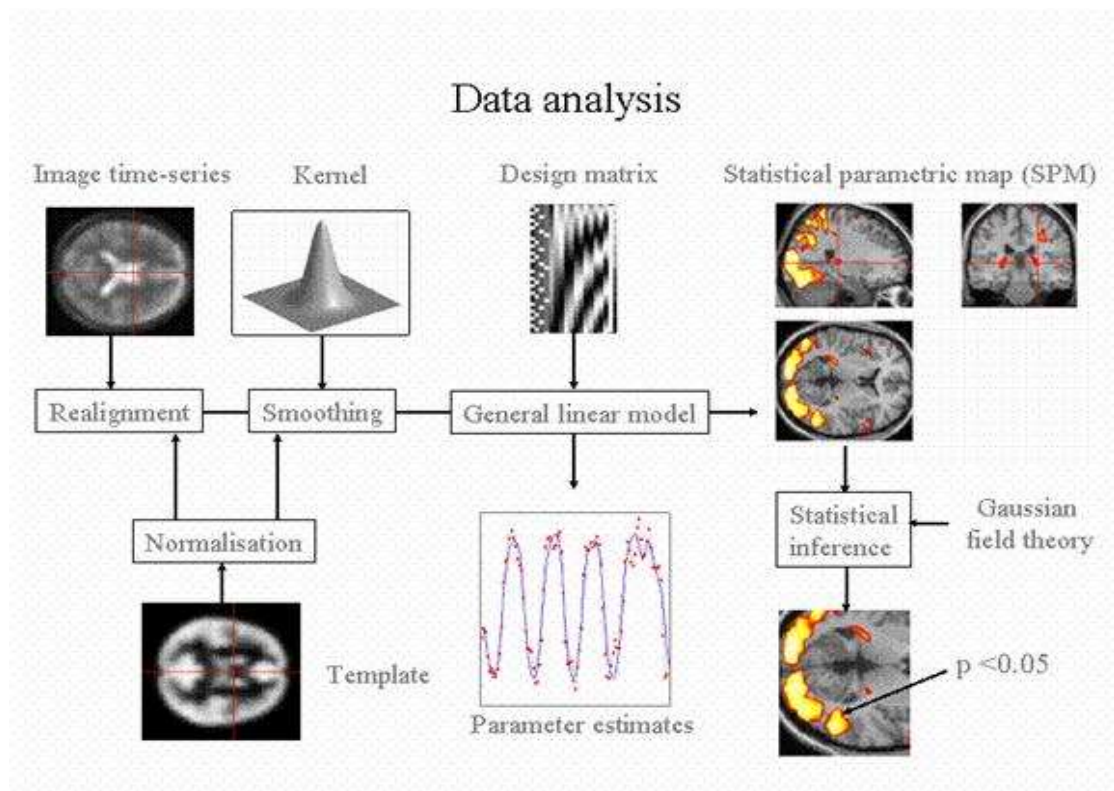 Data analysis
Image time-series
Kernel
Design matrix
Statistical parametric map (SPM)
Realignment
Smoothing
General linear model
Normalisation
Statistical
inference
Gaussian
field theory
Template
p <0.05
Parameter estimates